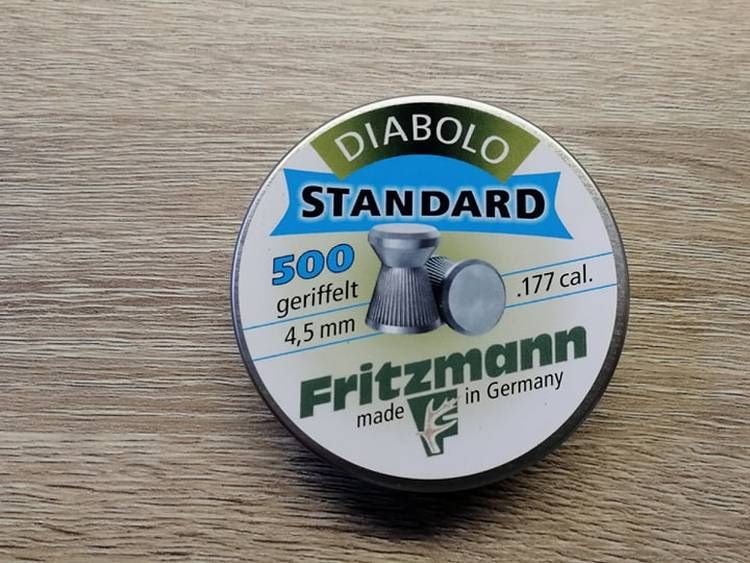 DIABOLO
STANDARD
500
geriffelt
4,5 mm
.177 cal.
Fritzmann
made in Germany